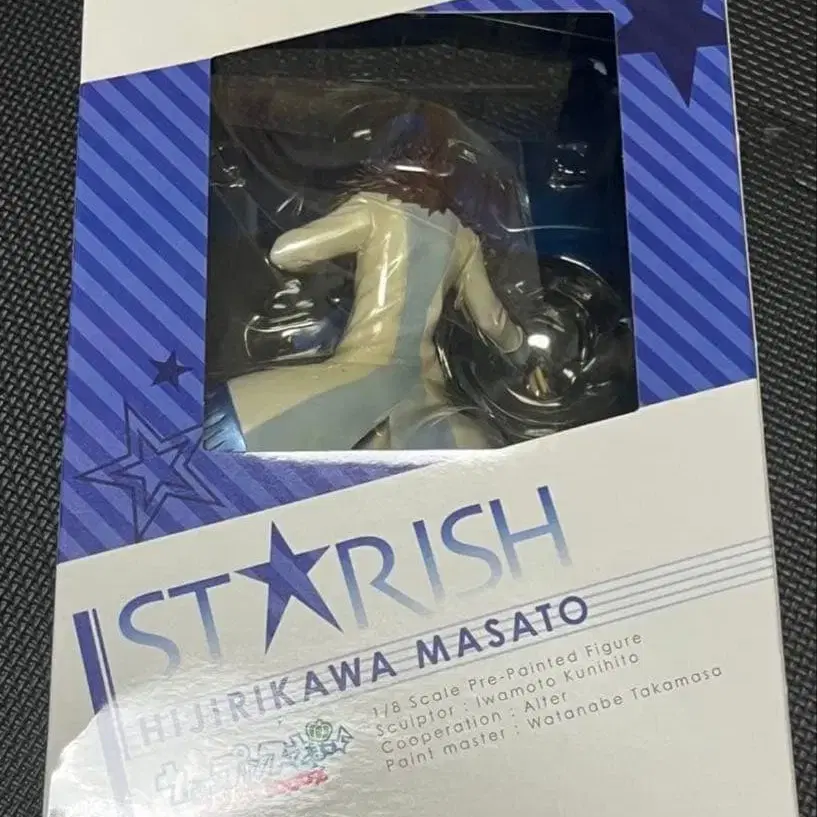 ST★RISH
HIJIRIKAWA MASATO
1/8 Scale Pre-Painted Figure
Sculptor : Iwamoto Kunihito
Cooperation : Alter
Paint master : Watanabe Takamasa